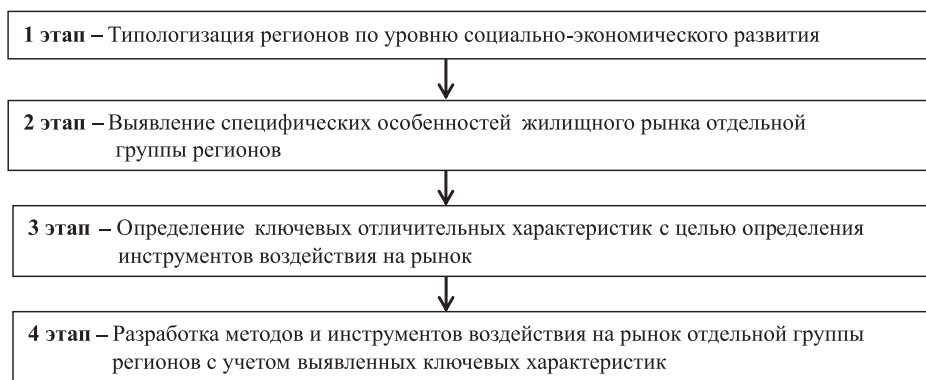 1 этап – Типологизация регионов по уровню социально-экономического развития
2 этап – Выявление специфических особенностей жилищного рынка отдельной
группы регионов
3 этап – Определение ключевых отличительных характеристик с целью определения
инструментов воздействия на рынок
4 этап – Разработка методов и инструментов воздействия на рынок отдельной группы
регионов с учетом выявленных ключевых характеристик